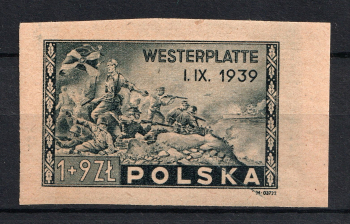 WESTERPLATTE
I. IX. 1939
1+9 ZŁ
POLSKA